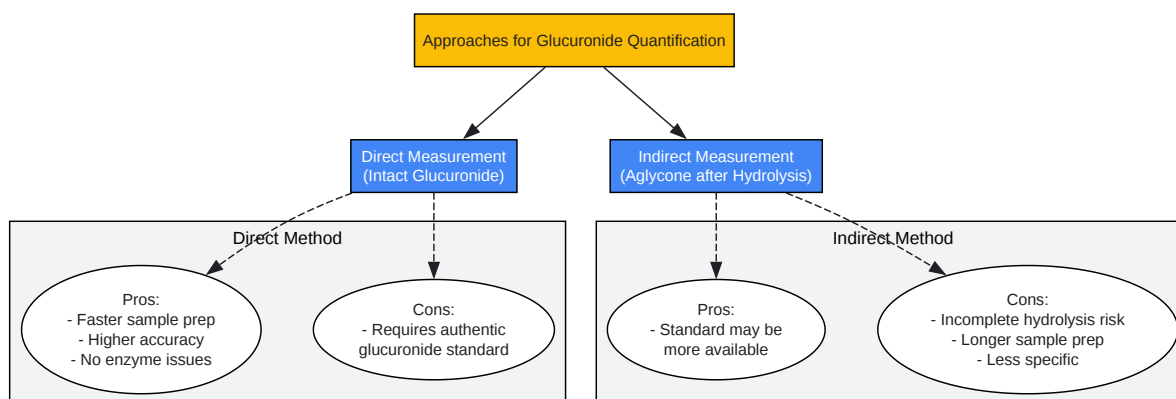 Approaches for Glucuronide Quantification
Direct Measurement
(Intact Glucuronide)
Indirect Measurement
(Aglycone after Hydrolysis)
Direct Method
Pros:
- Faster sample prep
- Higher accuracy
- No enzyme issues
Cons:
- Requires authentic
glucuronide standard
Indirect Method
Pros:
- Standard may be
more available
Cons:
- Incomplete hydrolysis risk
- Longer sample prep
- Less specific